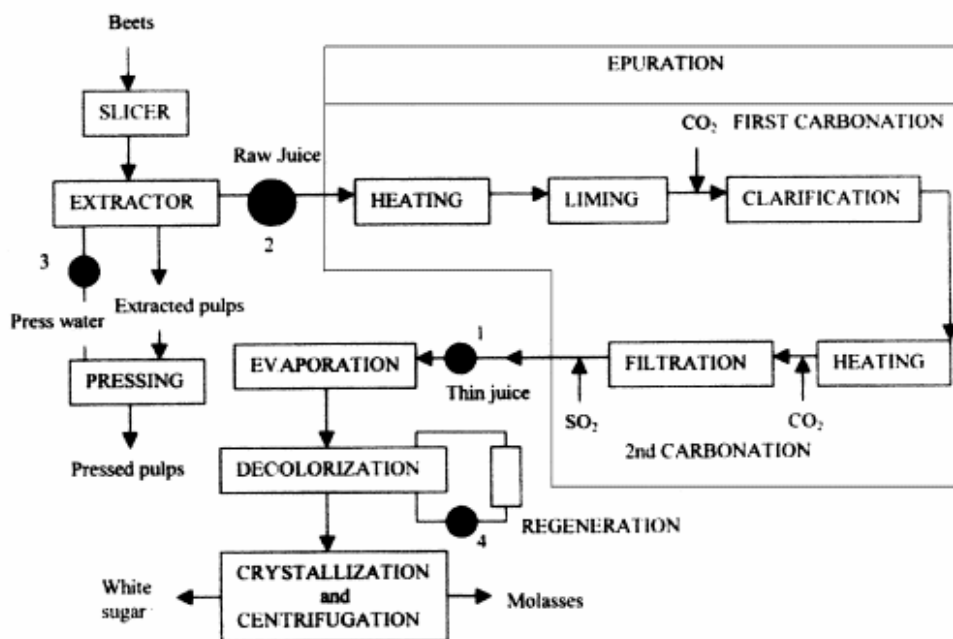 Beets
EPURATION
SLICER
CO₂ FIRST CARBONATION
Raw Juice
EXTRACTOR
HEATING
LIMING
CLARIFICATION
2
3
Press water
Extracted pulps
1
EVAPORATION
FILTRATION
HEATING
PRESSING
Thin juice
SO₂
CO₂
2nd CARBONATION
Pressed pulps
DECOLORIZATION
REGENERATION
4
CRYSTALLIZATION
and
CENTRIFUGATION
White
sugar
Molasses